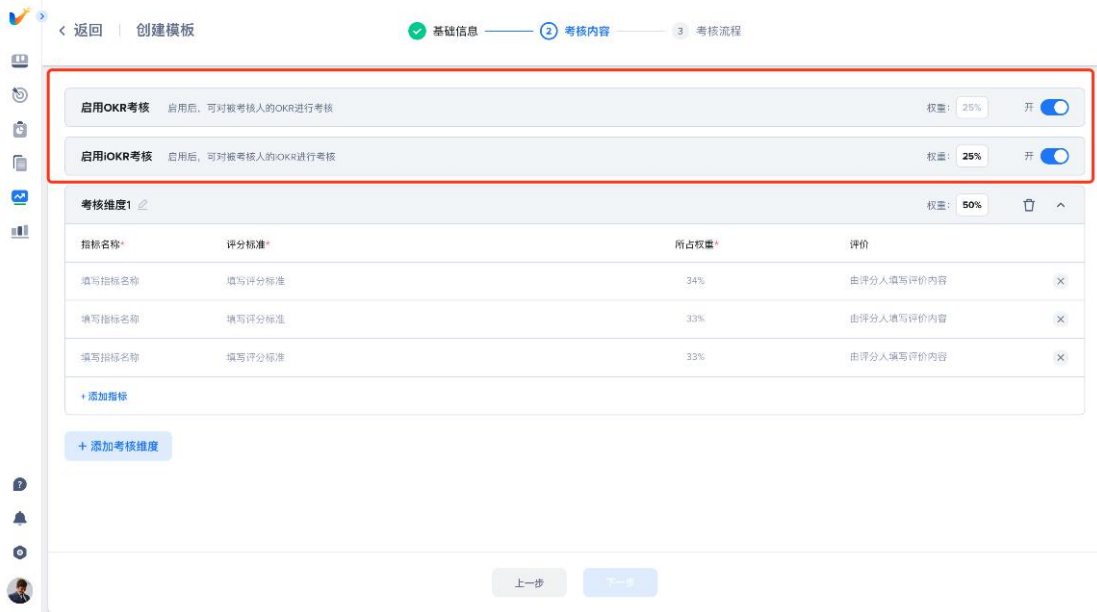 返回 创建模板 基础信息 2 考核内容 3 考核流程
启用OKR考核 启用后，可对被考核人的OKR进行考核 权重： 25% 开
启用iOKR考核 启用后，可对被考核人的iOKR进行考核 权重： 25% 开
考核维度1 权重： 50%
指标名称* 评分标准* 所占权重* 评价
填写指标名称 填写评分标准 34% 由评分人填写评价内容
填写指标名称 填写评分标准 33% 由评分人填写评价内容
填写指标名称 填写评分标准 33% 由评分人填写评价内容
+ 添加指标
+ 添加考核维度
上一步 下一步